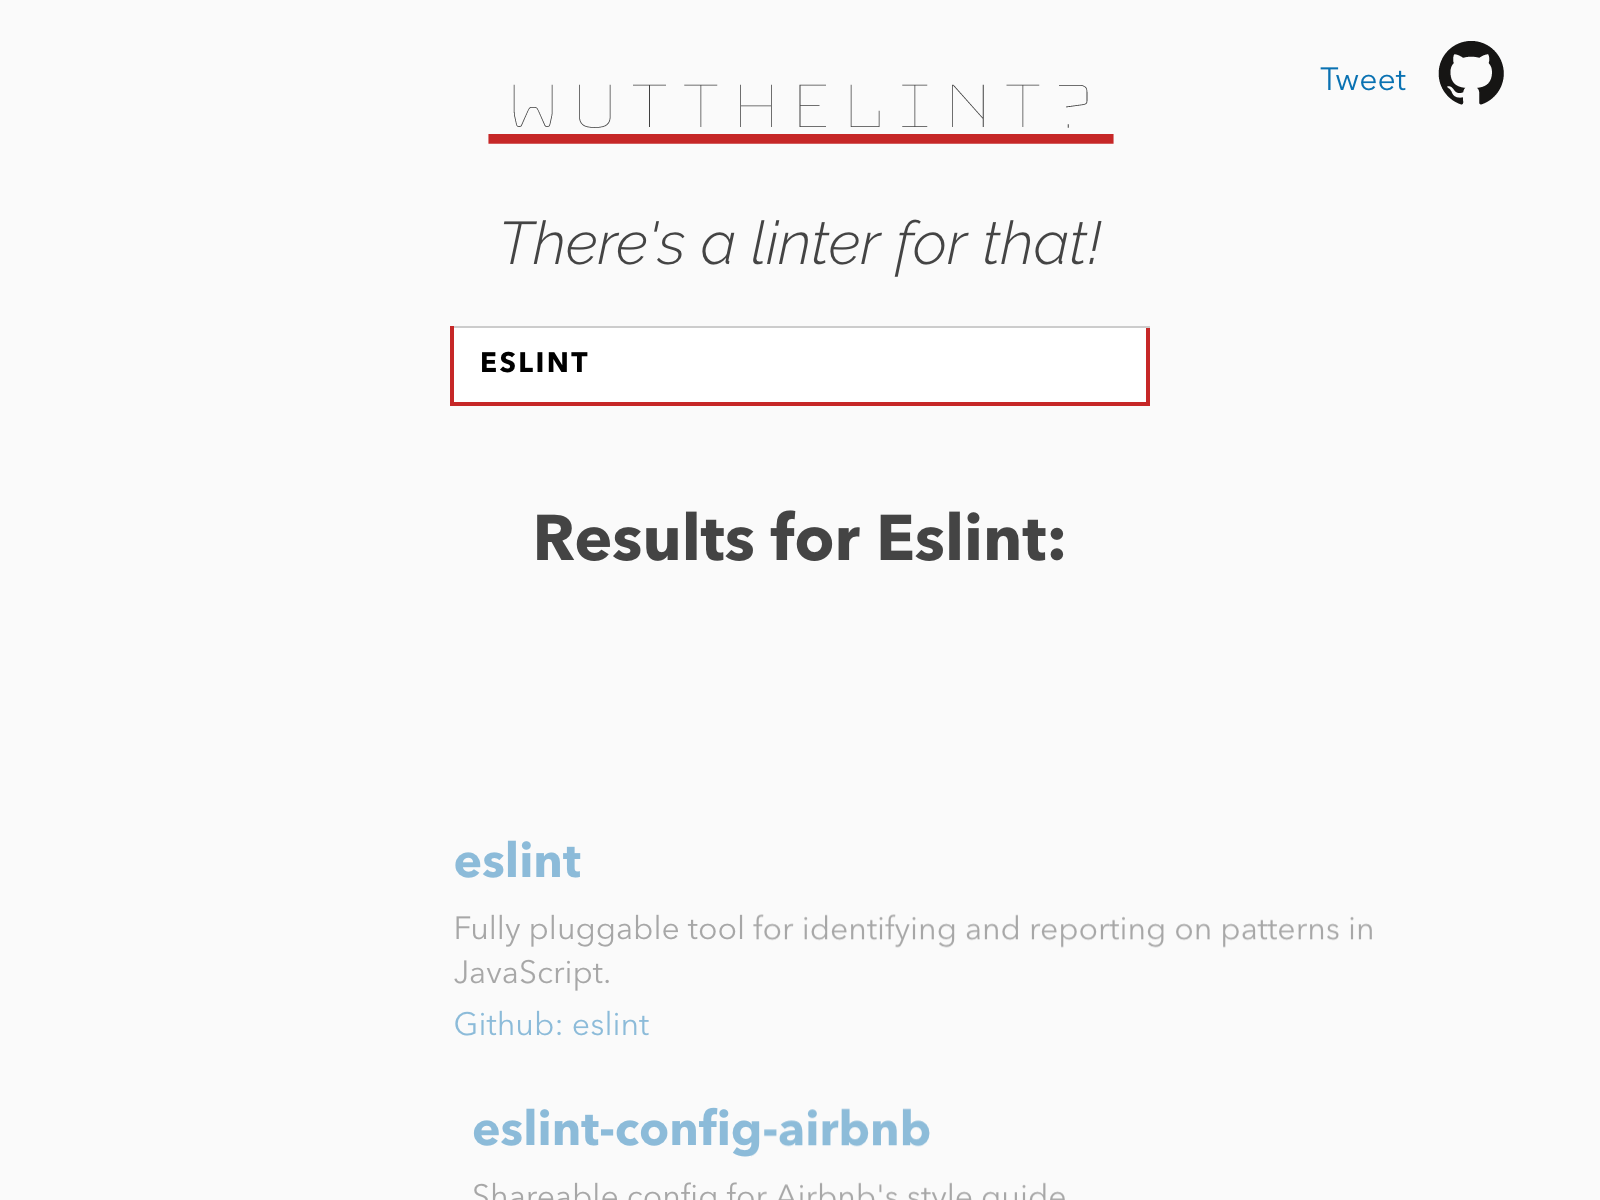 WUTTHELINT?
Tweet
There's a linter for that!
ESLINT
Results for Eslint:
eslint
Fully pluggable tool for identifying and reporting on patterns in
JavaScript.
Github: eslint
eslint-config-airbnb
Shareable config for Airbnb's style guide